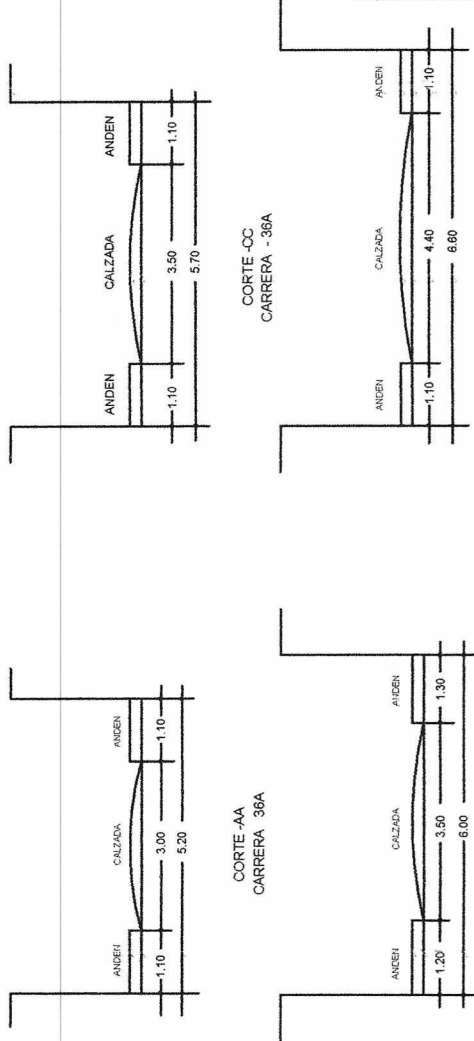 ANDEN CALZADA ANDEN
1.10 3.00 1.10
5.20
CORTE -AA
CARRERA 36A
ANDEN CALZADA ANDEN
1.10 3.50 1.10
5.70
CORTE -CC
CARRERA - 36A
ANDEN CALZADA ANDEN
1.20 3.50 1.30
6.00
ANDEN CALZADA ANDEN
1.10 4.40 1.10
6.60